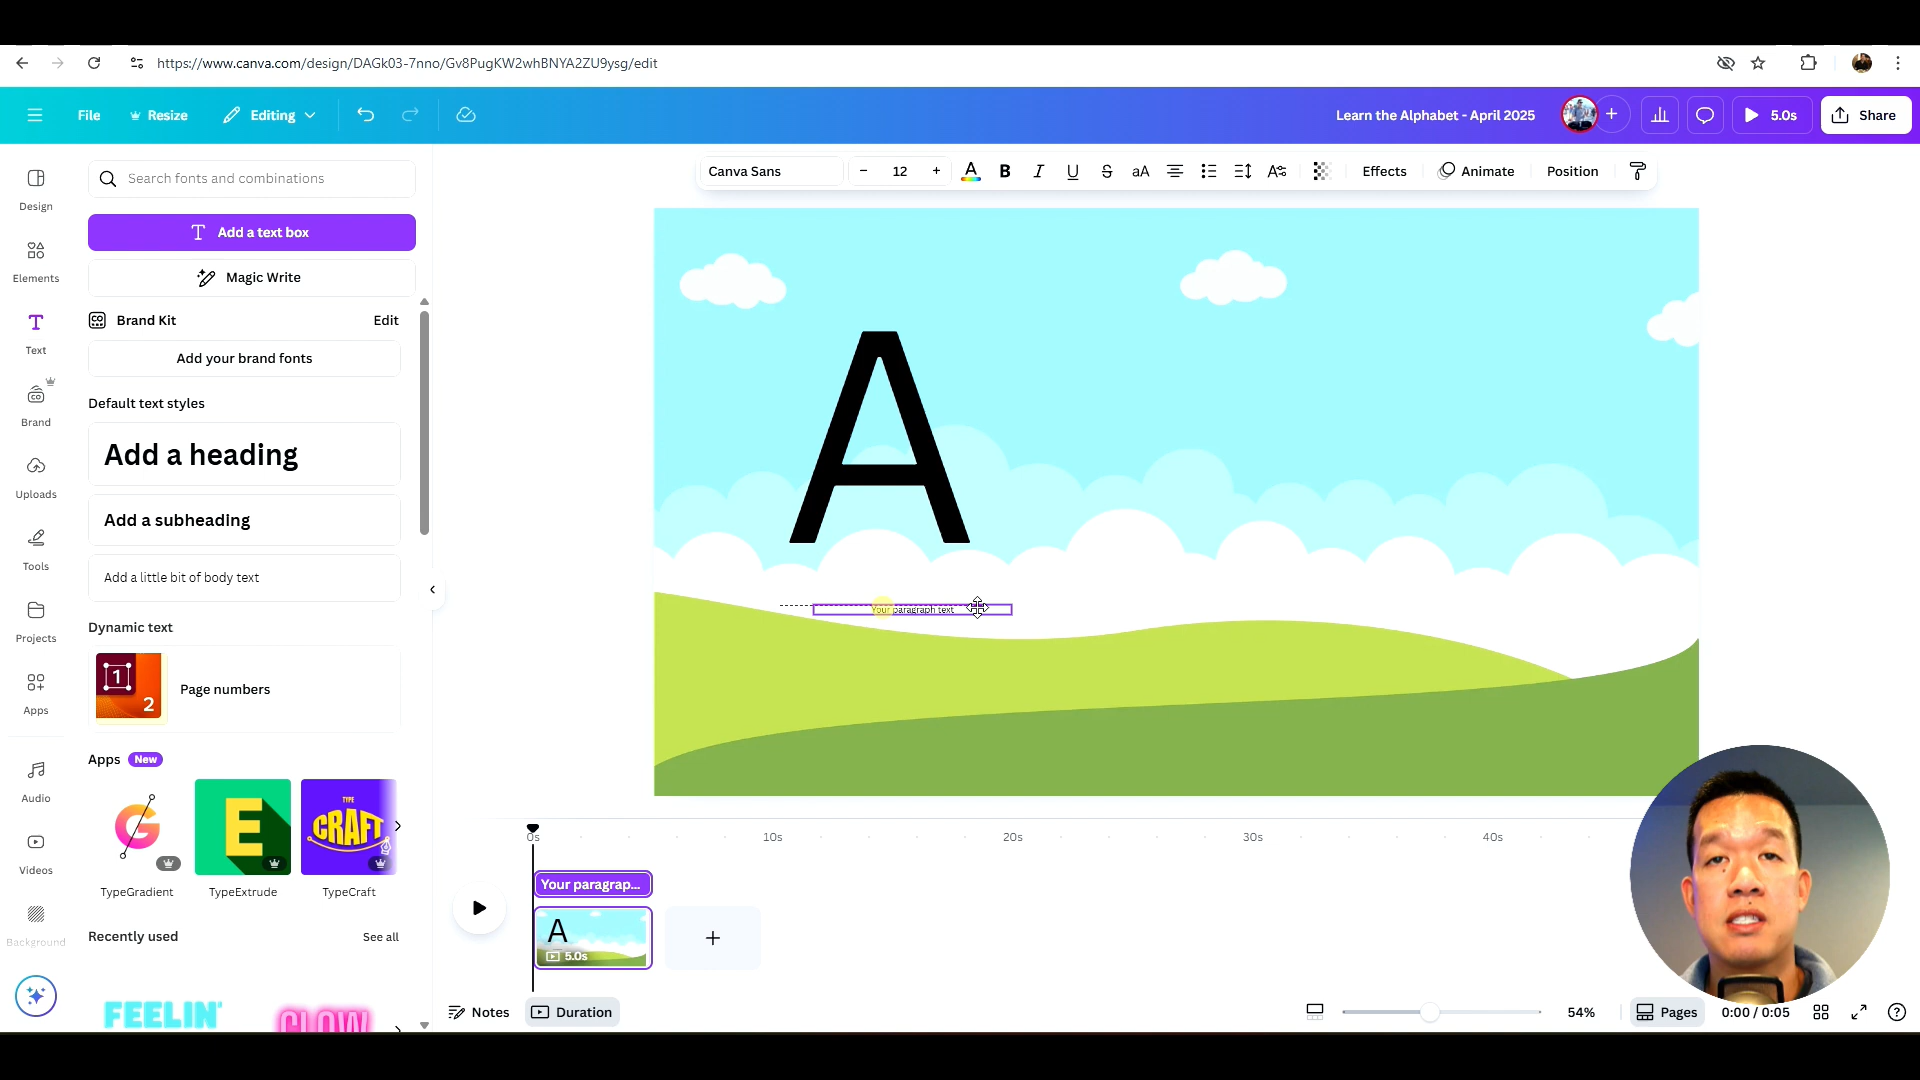 https://www.canva.com/design/DAGk03-7nno/Gv8PugKW2whBNYA2ZU9ysg/edit
File
Resize
Editing
Learn the Alphabet - April 2025
5.0s
Share
Search fonts and combinations
Canva Sans
12
Effects
Animate
Position
Design
Add a text box
Elements
Magic Write
Brand Kit
Edit
Text
Add your brand fonts
Brand
Default text styles
Add a heading
Uploads
Add a subheading
Tools
Add a little bit of body text
Projects
Dynamic text
1
2
Page numbers
Apps
Apps
New
TYPE
CRAFT
E
G
TypeGradient
TypeExtrude
TypeCraft
Audio
Videos
Recently used
See all
Background
FEELIN'
GLOW
A
Your paragraph text
0s
10s
20s
30s
40s
Your paragrap...
A
5.0s
Notes
Duration
54%
Pages
0:00 / 0:05